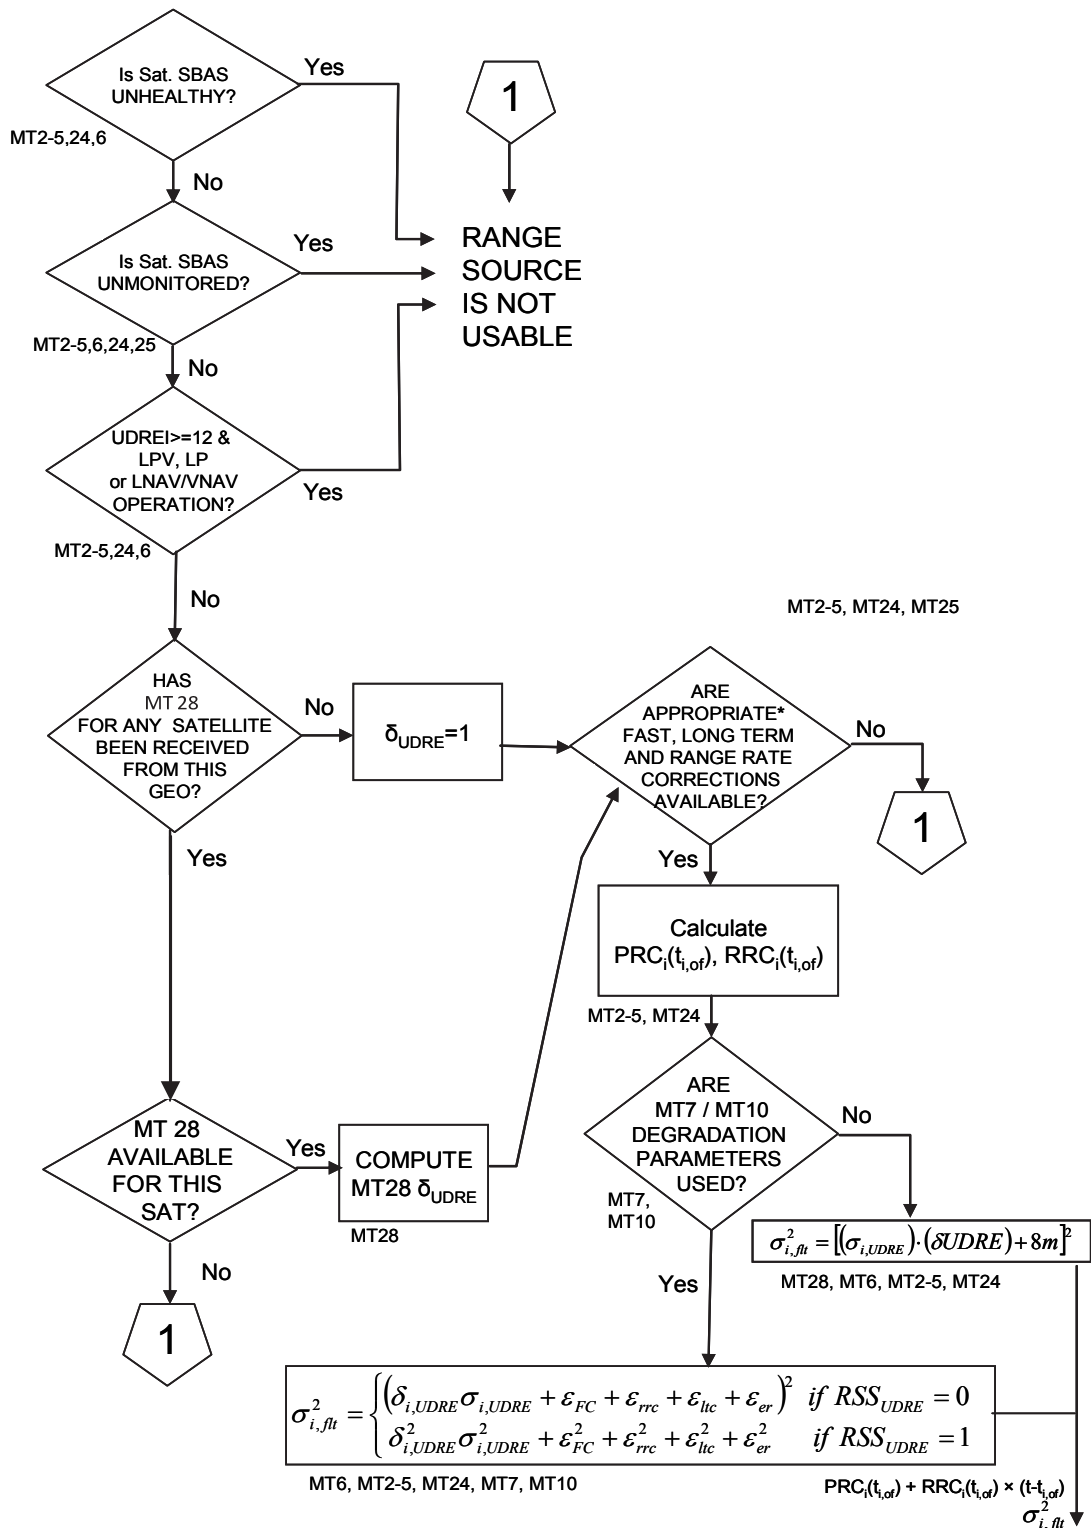 Is Sat. SBAS
UNHEALTHY?
Yes
MT2-5,24,6
No
1
RANGE
SOURCE
IS NOT
USABLE
Is Sat. SBAS
UNMONITORED?
Yes
MT2-5,6,24,25
No
UDREI>=12 &
LPV, LP
or LNAV/VNAV
OPERATION?
Yes
MT2-5,24,6
No
HAS
MT 28
FOR ANY SATELLITE
BEEN RECEIVED
FROM THIS
GEO?
No
δUDRE=1
Yes
MT2-5, MT24, MT25
ARE
APPROPRIATE*
FAST, LONG TERM
AND RANGE RATE
CORRECTIONS
AVAILABLE?
No
1
Yes
Calculate
PRCi(ti,of), RRCi(ti,of)
MT2-5, MT24
MT 28
AVAILABLE
FOR THIS
SAT?
Yes
COMPUTE
MT28 δUDRE
MT28
No
1
ARE
MT7 / MT10
DEGRADATION
PARAMETERS
USED?
No
MT7,
MT10
Yes
σ²i,flt = [(σi,UDRE)·(δUDRE)+8m]²
MT28, MT6, MT2-5, MT24
σ²i,flt = { (δi,UDRE σi,UDRE + εFC + εrrc + εltc + εer)² if RSSUDRE = 0
δ²i,UDRE σ²i,UDRE + ε²FC + ε²rrc + ε²ltc + ε²er if RSSUDRE = 1
MT6, MT2-5, MT24, MT7, MT10
PRCi(ti,of) + RRCi(ti,of) × (t-ti,of)
σ²i,flt